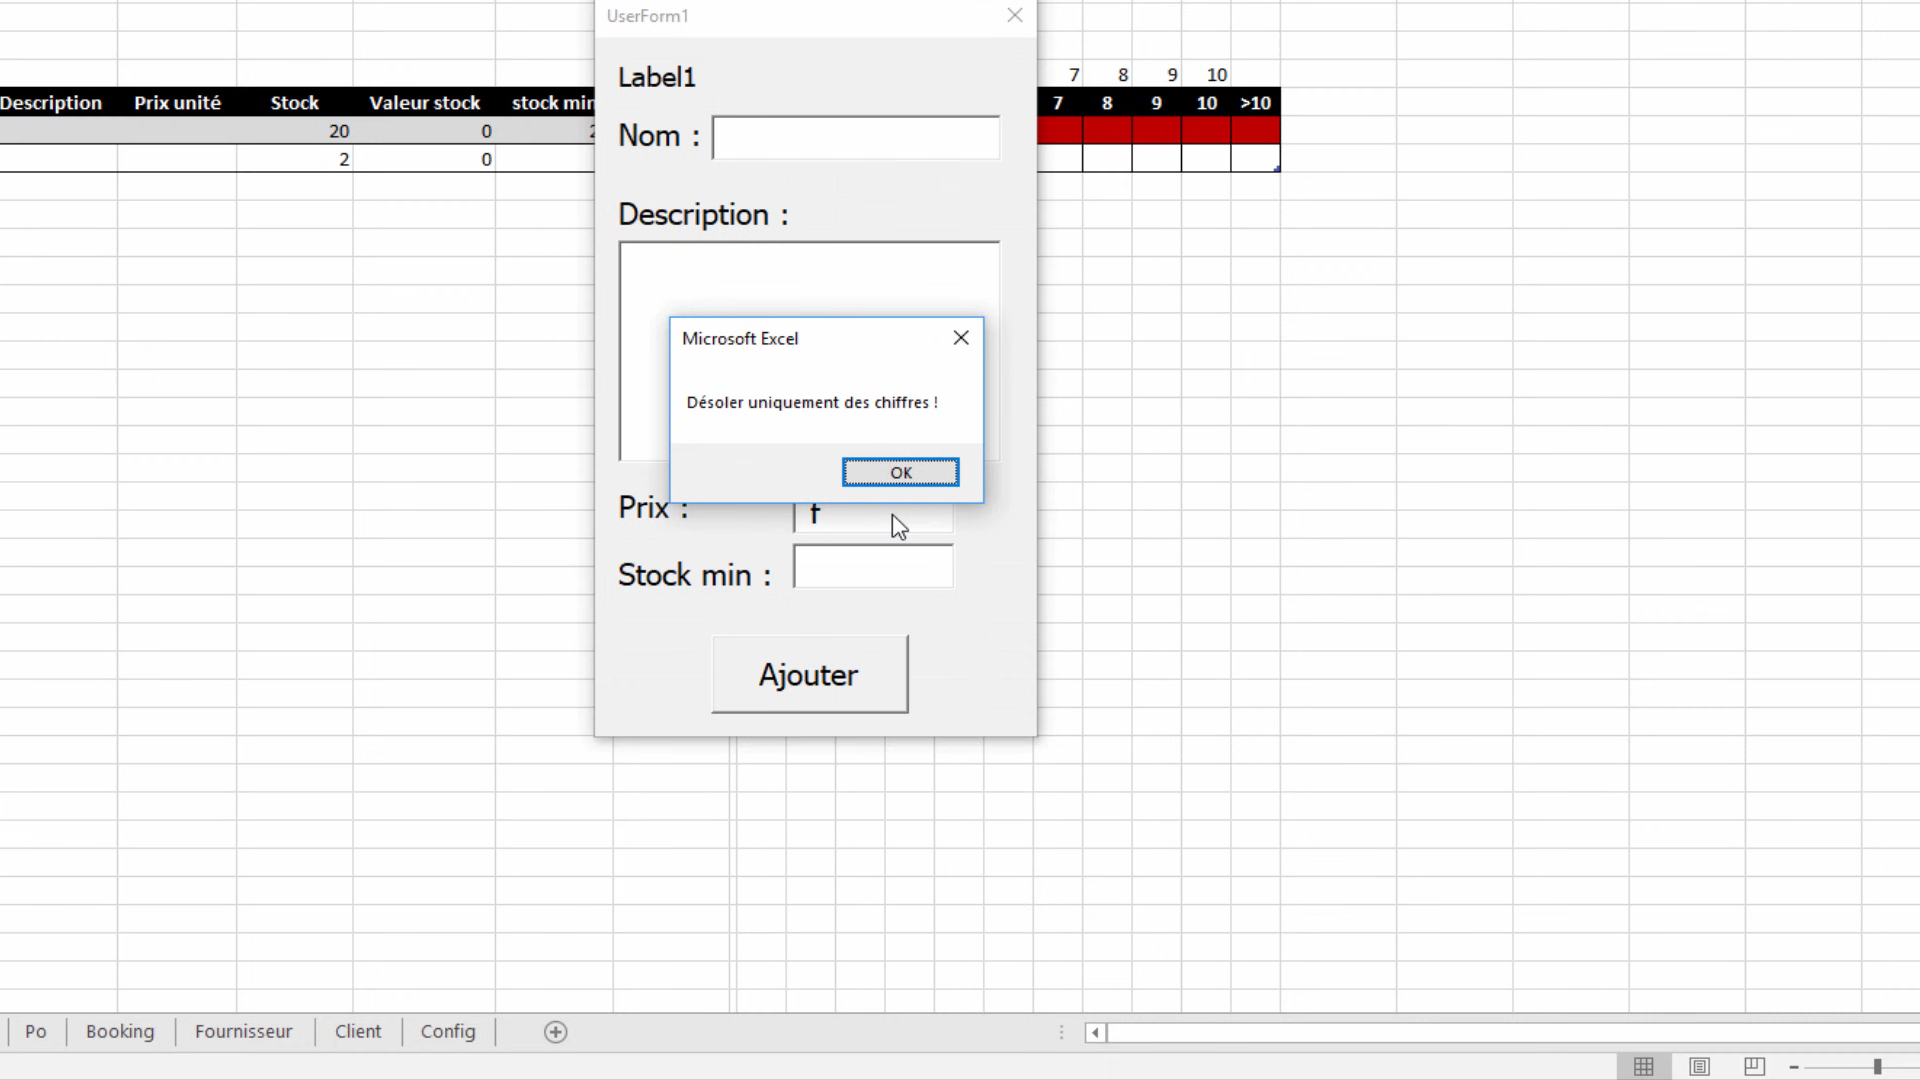 UserForm1
Label1
7 8 9 10
Description Prix unité Stock Valeur stock stock min 7 8 9 10 >10
20 0 2
2 0
Nom :
Description :
Microsoft Excel
Désoler uniquement des chiffres !
OK
Prix :
f
Stock min :
Ajouter
Po Booking Fournisseur Client Config